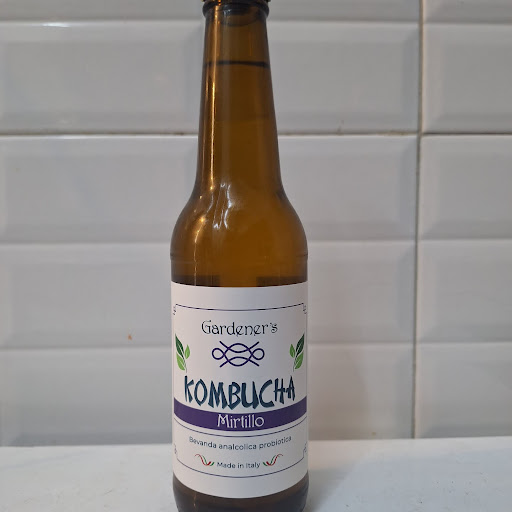 Gardener's
KOMBUCHA
Mirtillo
Bevanda analcolica probiotica
Made in Italy